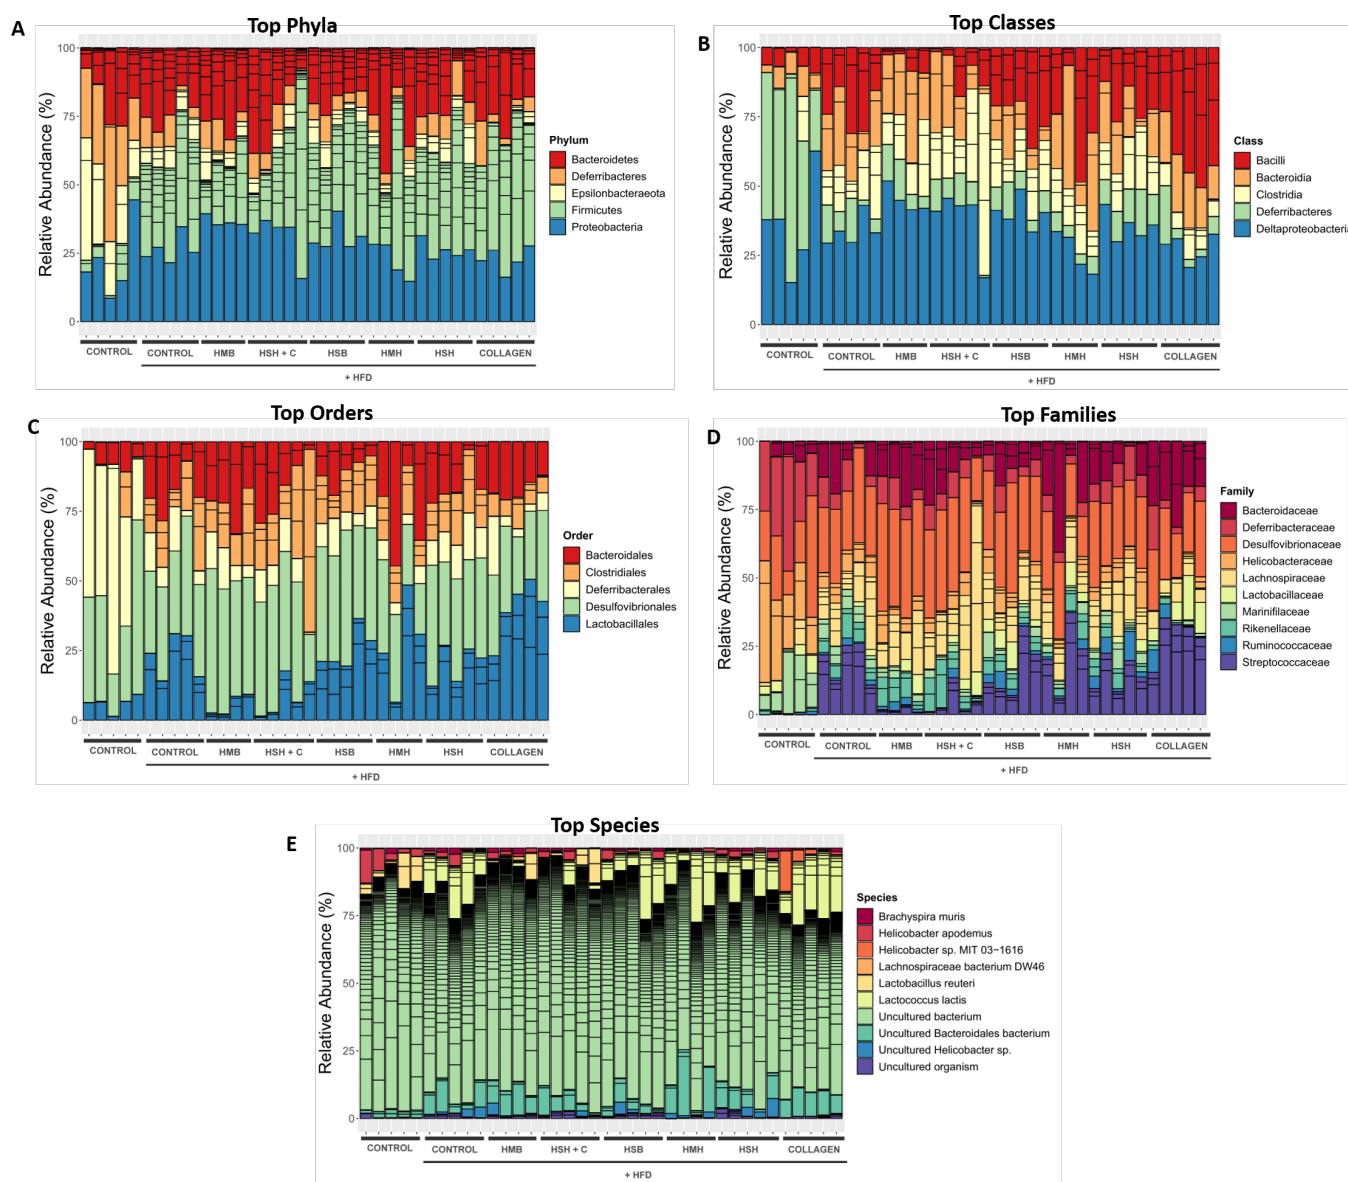 A
Top Phyla
Relative Abundance (%)
100
75
50
25
0
Phylum
Bacteroidetes
Deferribacteres
Epsilonbacteraeota
Firmicutes
Proteobacteria
CONTROL
CONTROL
HMB
HSH + C
HSB
HMH
HSH
COLLAGEN
+ HFD
B
Top Classes
Relative Abundance (%)
100
75
50
25
0
Class
Bacilli
Bacteroidia
Clostridia
Deferribacteres
Deltaproteobacteria
CONTROL
CONTROL
HMB
HSH + C
HSB
HMH
HSH
COLLAGEN
+ HFD
C
Top Orders
Relative Abundance (%)
100
75
50
25
0
Order
Bacteroidales
Clostridiales
Deferribacterales
Desulfovibrionales
Lactobacillales
CONTROL
CONTROL
HMB
HSH + C
HSB
HMH
HSH
COLLAGEN
+ HFD
D
Top Families
Relative Abundance (%)
100
75
50
25
0
Family
Bacteroidaceae
Deferribacteraceae
Desulfovibrionaceae
Helicobacteraceae
Lachnospiraceae
Lactobacillaceae
Marinifilaceae
Rikenellaceae
Ruminococcaceae
Streptococcaceae
CONTROL
CONTROL
HMB
HSH + C
HSB
HMH
HSH
COLLAGEN
+ HFD
E
Top Species
Relative Abundance (%)
100
75
50
25
0
Species
Brachyspira muris
Helicobacter apodemus
Helicobacter sp. MIT 03−1616
Lachnospiraceae bacterium DW46
Lactobacillus reuteri
Lactococcus lactis
Uncultured bacterium
Uncultured Bacteroidales bacterium
Uncultured Helicobacter sp.
Uncultured organism
CONTROL
CONTROL
HMB
HSH + C
HSB
HMH
HSH
COLLAGEN
+ HFD